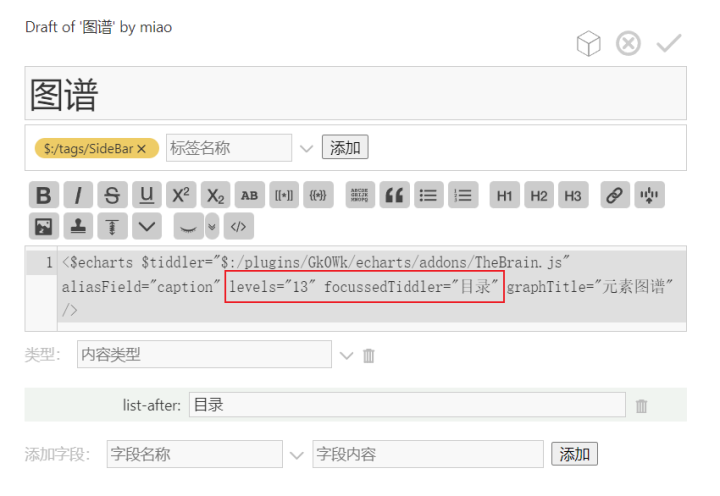 Draft of '图谱' by miao
图谱
$:/tags/SideBar × 标签名称 添加
B I S U X² X₂ AB [[•]] {{•}} H1 H2 H3
</>
1 <$echarts $tiddler="$:/plugins/Gk0Wk/echarts/addons/TheBrain.js"
aliasField="caption" levels="13" focussedTiddler="目录" graphTitle="元素图谱"
/>
类型: 内容类型
list-after: 目录
添加字段: 字段名称 字段内容 添加